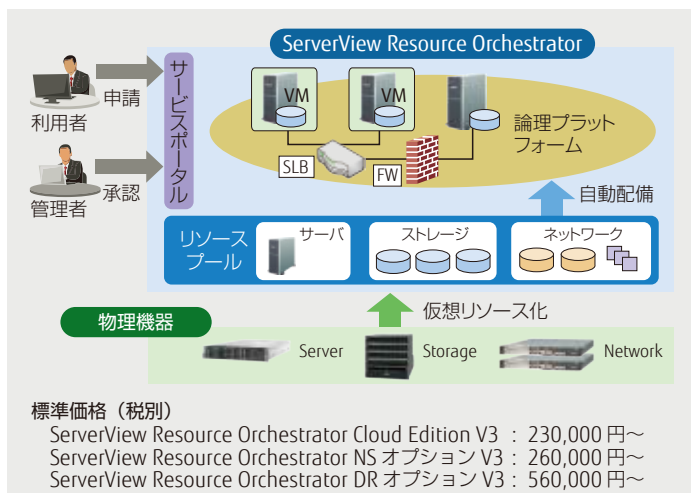 ServerView Resource Orchestrator
サービスポータル
申請
利用者
承認
管理者
VM
VM
SLB
FW
論理プラット
フォーム
自動配備
リソース
プール
サーバ
ストレージ
ネットワーク
仮想リソース化
物理機器
Server
Storage
Network
標準価格（税別）
ServerView Resource Orchestrator Cloud Edition V3 : 230,000 円～
ServerView Resource Orchestrator NS オプション V3 : 260,000 円～
ServerView Resource Orchestrator DR オプション V3 : 560,000 円～